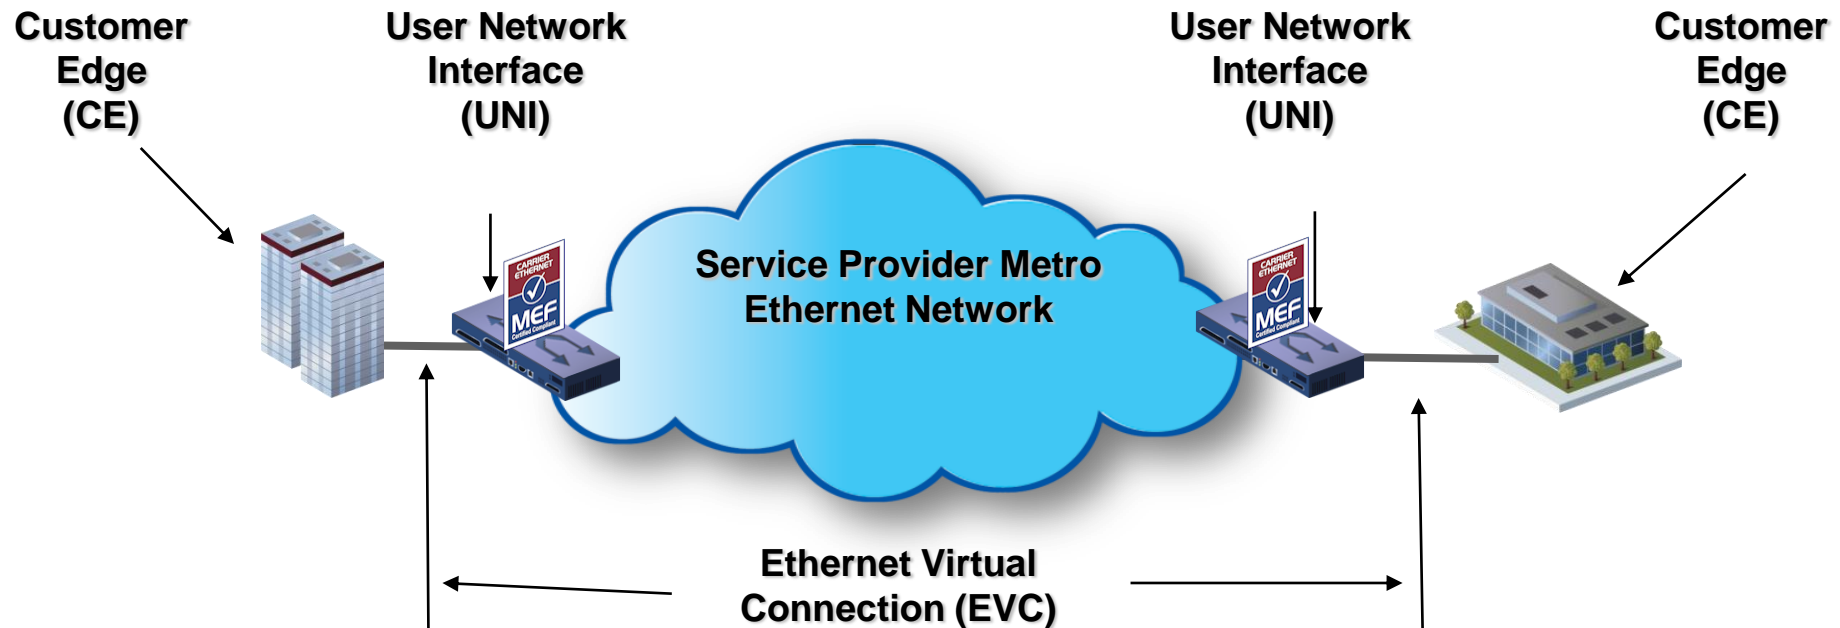 Customer
Edge
(CE)
User Network
Interface
(UNI)
User Network
Interface
(UNI)
Customer
Edge
(CE)
Service Provider Metro
Ethernet Network
CARRIER
ETHERNET
MEF
Certified Compliant
CARRIER
ETHERNET
MEF
Certified Compliant
Ethernet Virtual
Connection (EVC)